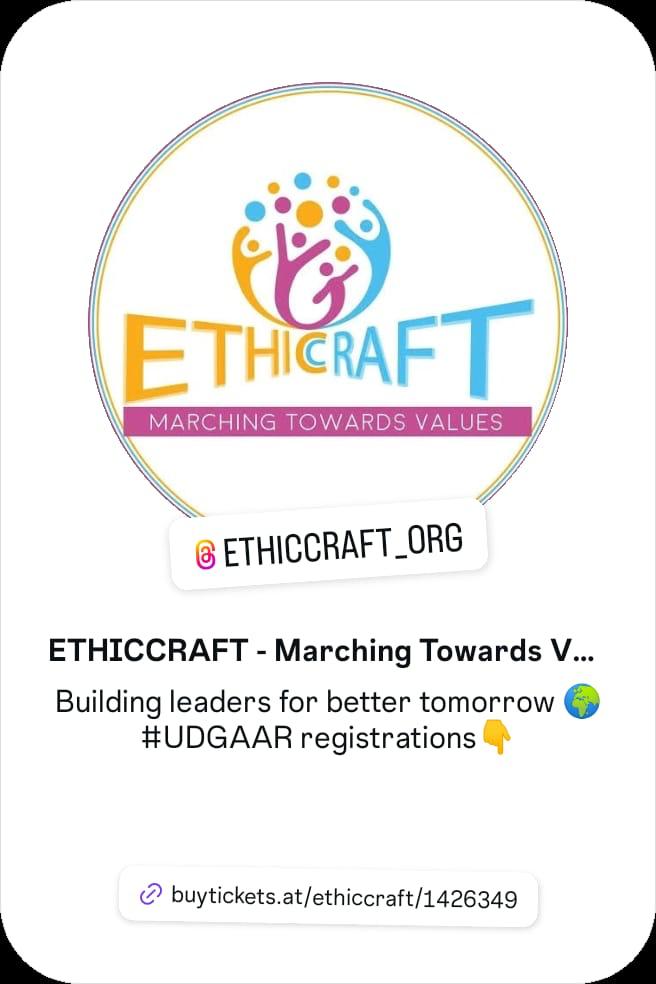 ETHICCRAFT
MARCHING TOWARDS VALUES
ETHICCRAFT_ORG
ETHICCRAFT - Marching Towards V...
Building leaders for better tomorrow 🌍
#UDGAAR registrations👇
buytickets.at/ethiccraft/1426349